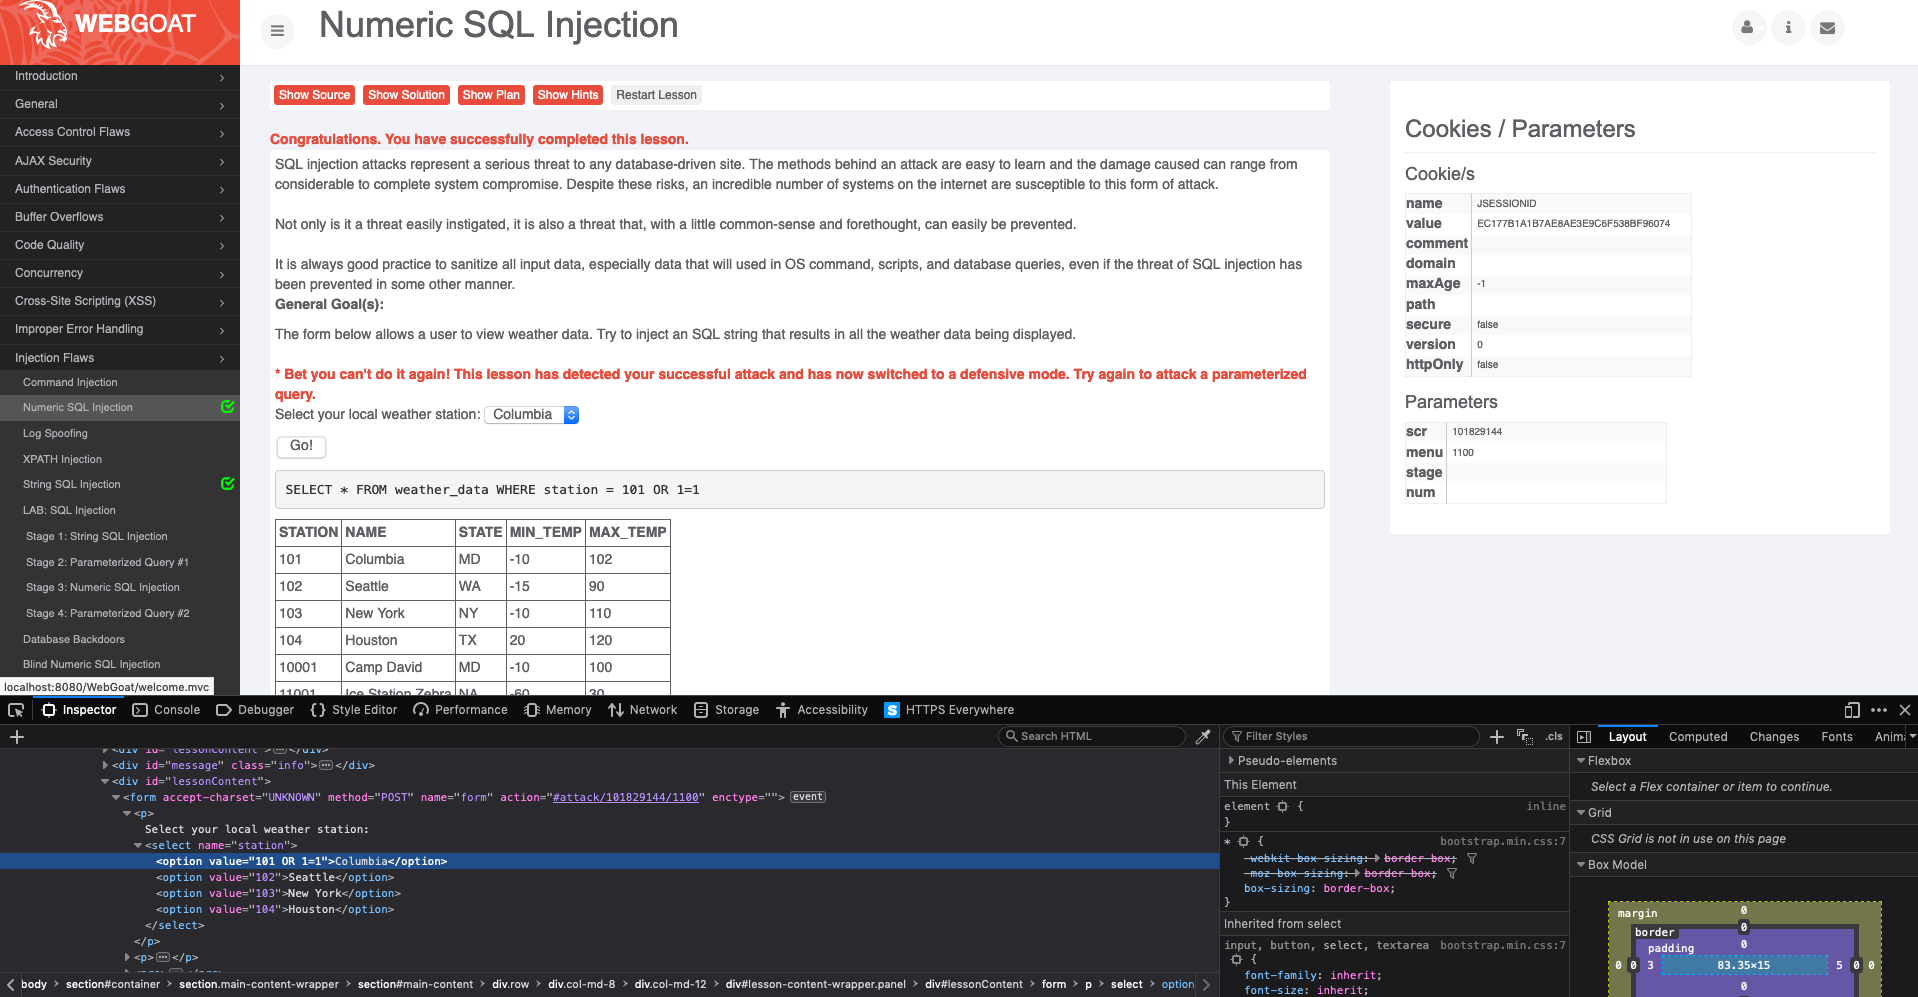 WEBGOAT
Numeric SQL Injection
Introduction
General
Access Control Flaws
AJAX Security
Authentication Flaws
Buffer Overflows
Code Quality
Concurrency
Cross-Site Scripting (XSS)
Improper Error Handling
Injection Flaws
Command Injection
Numeric SQL Injection
Log Spoofing
XPATH Injection
String SQL Injection
LAB: SQL Injection
Stage 1: String SQL Injection
Stage 2: Parameterized Query #1
Stage 3: Numeric SQL Injection
Stage 4: Parameterized Query #2
Database Backdoors
Blind Numeric SQL Injection
localhost:8080/WebGoat/welcome.mvc
Show Source Show Solution Show Plan Show Hints Restart Lesson
Congratulations. You have successfully completed this lesson.
SQL injection attacks represent a serious threat to any database-driven site. The methods behind an attack are easy to learn and the damage caused can range from
considerable to complete system compromise. Despite these risks, an incredible number of systems on the internet are susceptible to this form of attack.
Not only is it a threat easily instigated, it is also a threat that, with a little common-sense and forethought, can easily be prevented.
It is always good practice to sanitize all input data, especially data that will used in OS command, scripts, and database queries, even if the threat of SQL injection has
been prevented in some other manner.
General Goal(s):
The form below allows a user to view weather data. Try to inject an SQL string that results in all the weather data being displayed.
* Bet you can't do it again! This lesson has detected your successful attack and has now switched to a defensive mode. Try again to attack a parameterized
query.
Select your local weather station: Columbia
Go!
SELECT * FROM weather_data WHERE station = 101 OR 1=1
STATION NAME STATE MIN_TEMP MAX_TEMP
101 Columbia MD -10 102
102 Seattle WA -15 90
103 New York NY -10 110
104 Houston TX 20 120
10001 Camp David MD -10 100
11001 Ice Station Zebra NA -60 30
Cookies / Parameters
Cookie/s
name JSESSIONID
value EC177B1A1B7AE8AE3E9C6F538BF96074
comment
domain
maxAge -1
path
secure false
version 0
httpOnly false
Parameters
scr 101829144
menu 1100
stage
num
Inspector Console Debugger {} Style Editor Performance Memory Network Storage Accessibility S HTTPS Everywhere
+ Search HTML
<div id="lessonContent">
</div>
<div id="message" class="info"> </div>
<div id="lessonContent">
<form accept-charset="UNKNOWN" method="POST" name="form" action="#attack/101829144/1100" enctype=""> event
<p>
Select your local weather station:
<select name="station">
<option value="101 OR 1=1">Columbia</option>
<option value="102">Seattle</option>
<option value="103">New York</option>
<option value="104">Houston</option>
</select>
</p>
<p> </p>
body > section#container > section.main-content-wrapper > section#main-content > div.row > div.col-md-8 > div.col-md-12 > div#lesson-content-wrapper.panel > div#lessonContent > form > p > select > option
Filter Styles + .cls
Pseudo-elements
This Element
element { inline
}
* { bootstrap.min.css:7
-webkit-box-sizing: border-box;
-moz-box-sizing: border-box;
box-sizing: border-box;
}
Inherited from select
input, button, select, textarea bootstrap.min.css:7
{
font-family: inherit;
font-size: inherit;
Layout Computed Changes Fonts Anim
Flexbox
Select a Flex container or item to continue.
Grid
CSS Grid is not in use on this page
Box Model
margin 0
border 0
padding 0
0 0 3 83.35×15 5 0 0
0